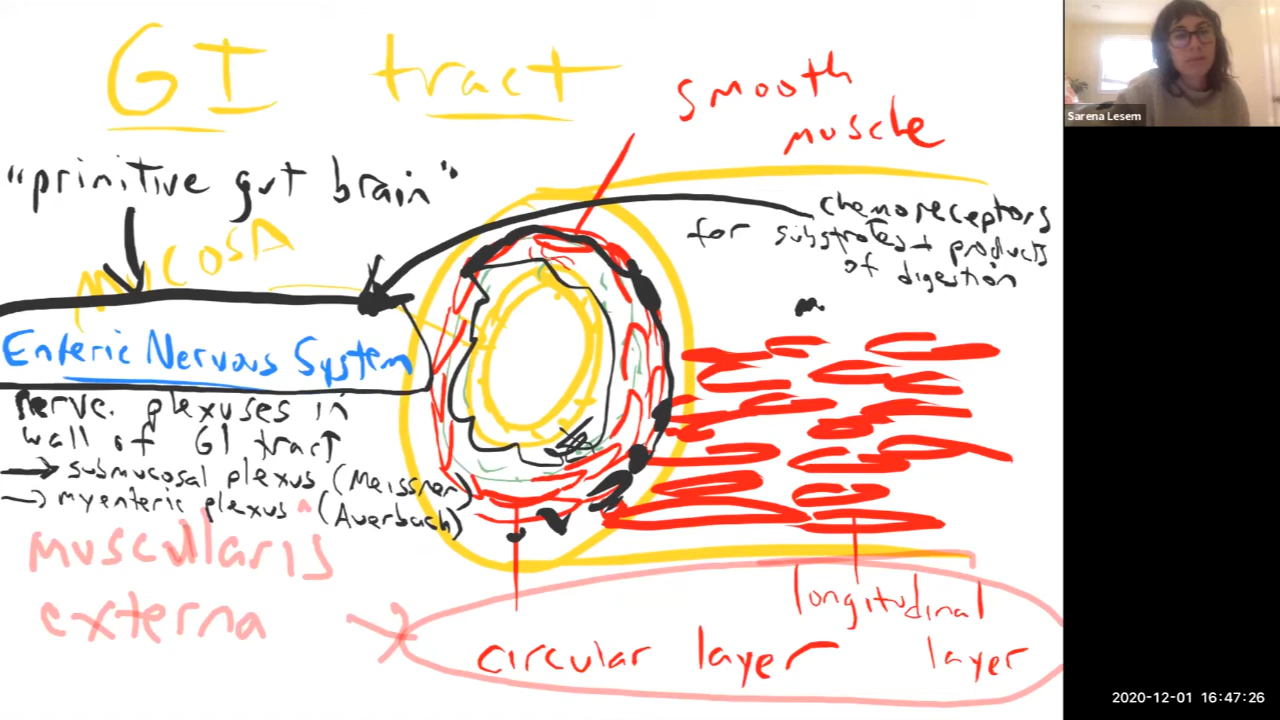 GI tract
smooth
muscle
"prinitive gut brain"
mucosA
chemoreceptors
for substrates + products
of digestion
Enteric Nervous System
nerve plexuses in
wall of GI tract
→ submucosal plexus (Meissner)
→ myenteric plexus (Auerbach)
muscularis
externa
longitudinal
layer
circular layer
Sarena Lesem
2020-12-01 16:47:26